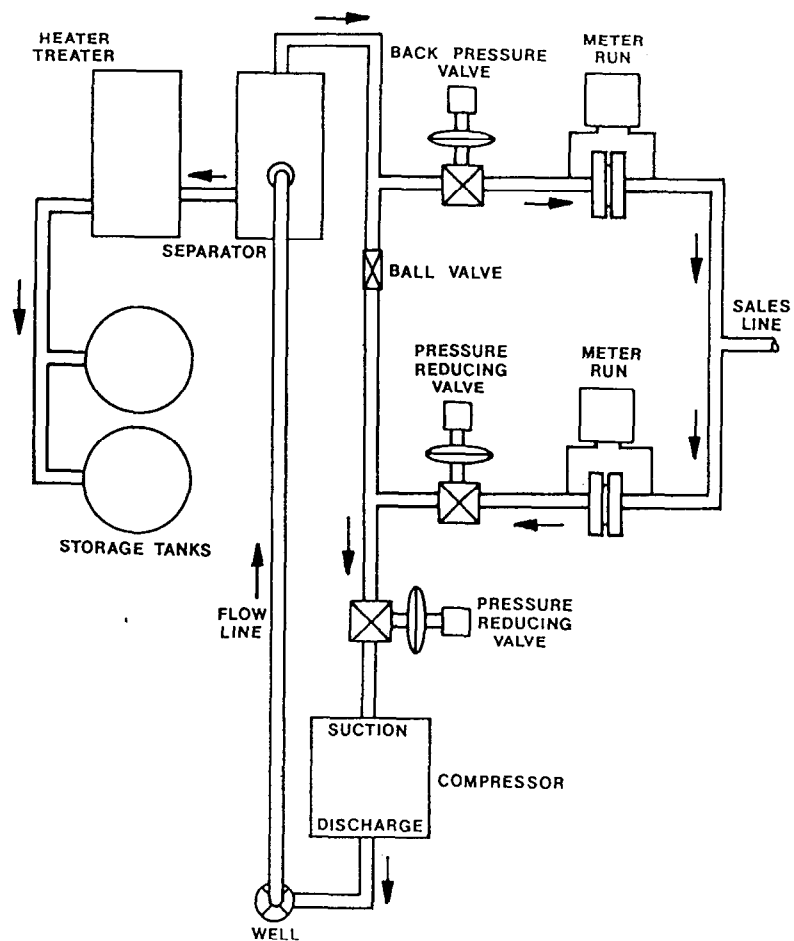 HEATER
TREATER
BACK PRESSURE
VALVE
METER
RUN
SEPARATOR
BALL VALVE
SALES
LINE
PRESSURE
REDUCING
VALVE
METER
RUN
STORAGE TANKS
FLOW
LINE
PRESSURE
REDUCING
VALVE
SUCTION
COMPRESSOR
DISCHARGE
WELL